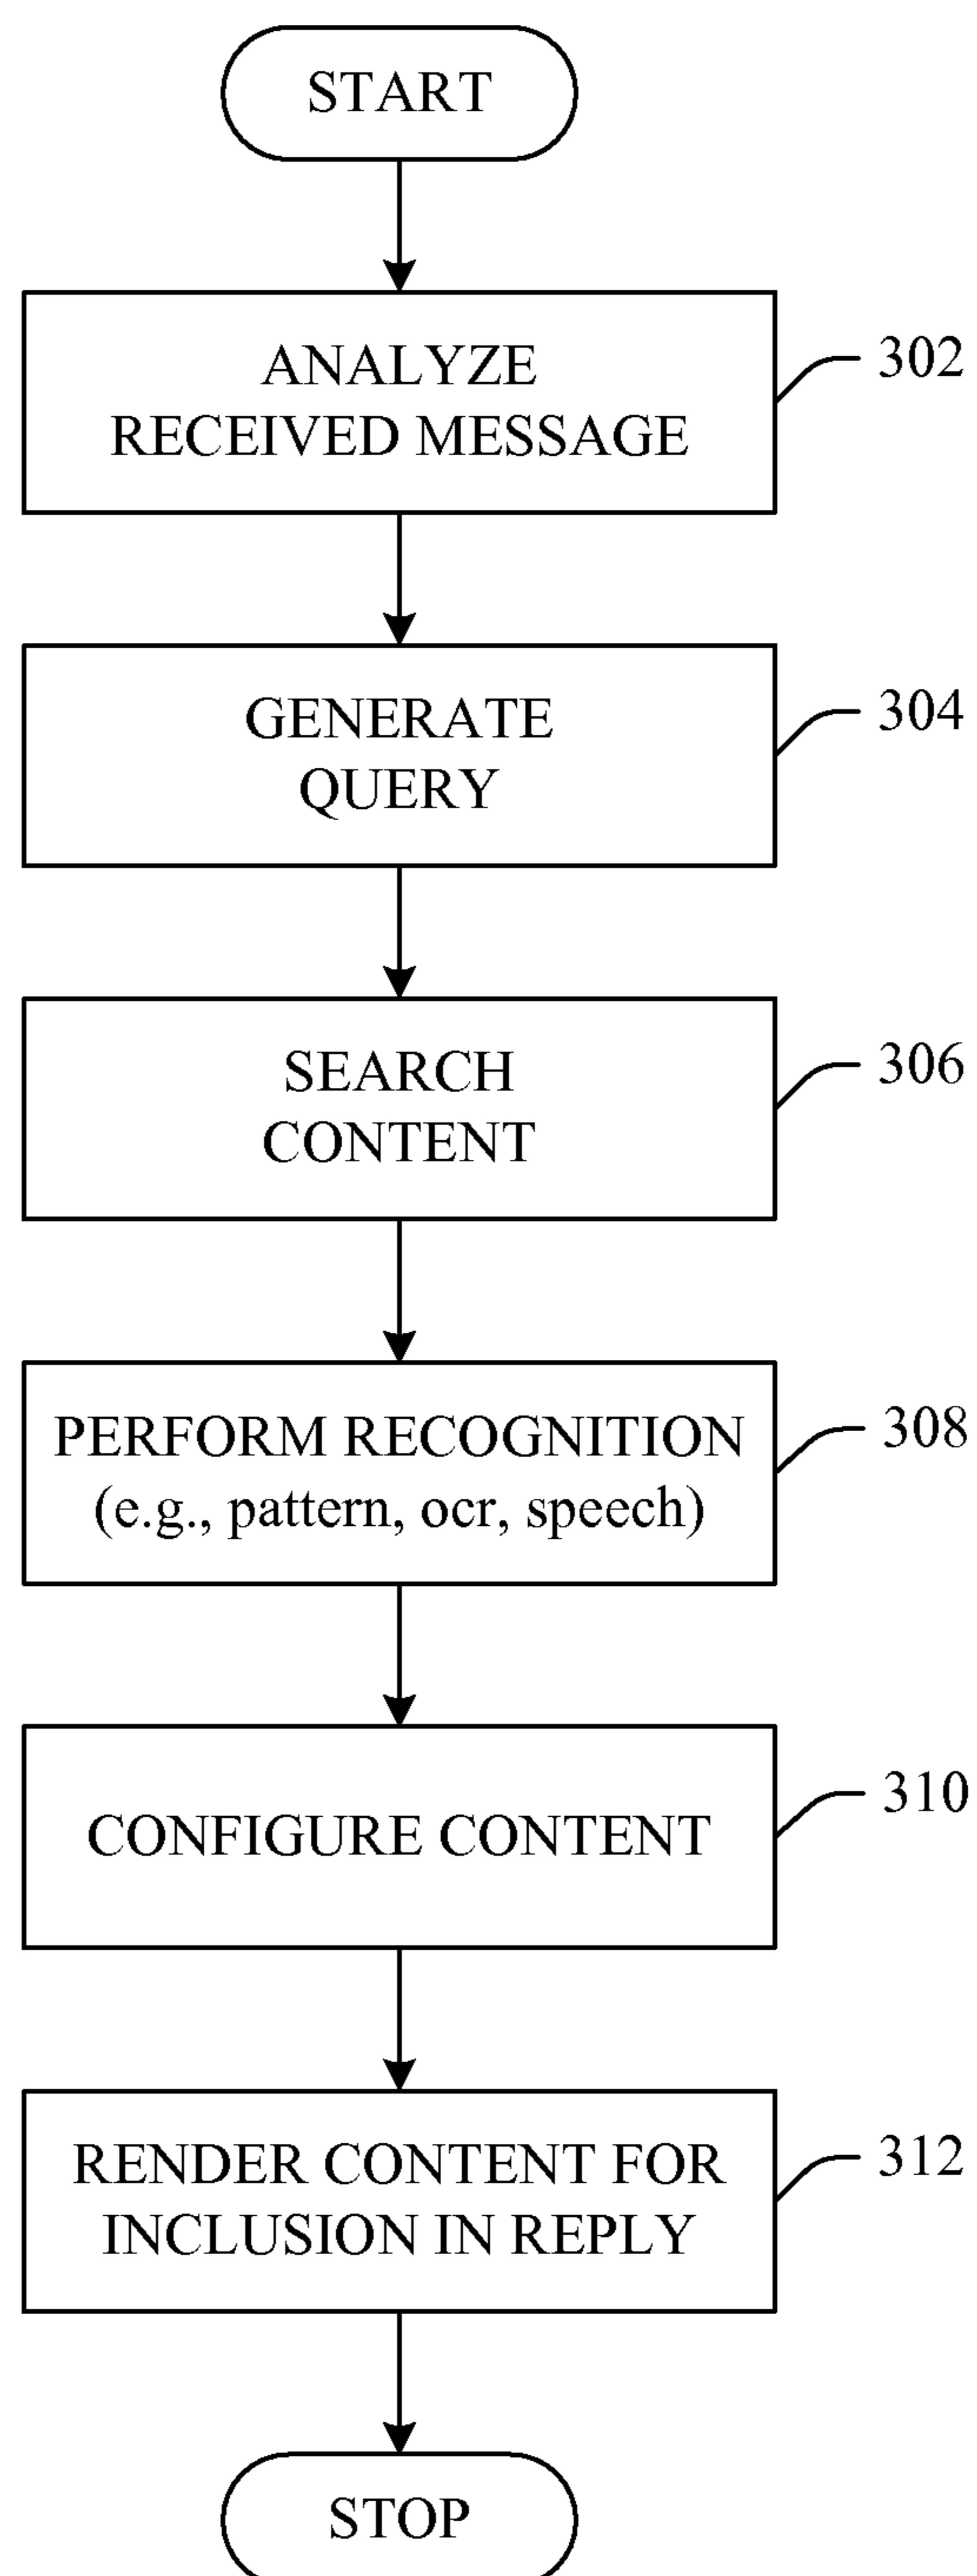 START
ANALYZE
RECEIVED MESSAGE
302
GENERATE
QUERY
304
SEARCH
CONTENT
306
PERFORM RECOGNITION
(e.g., pattern, ocr, speech)
308
CONFIGURE CONTENT
310
RENDER CONTENT FOR
INCLUSION IN REPLY
312
STOP